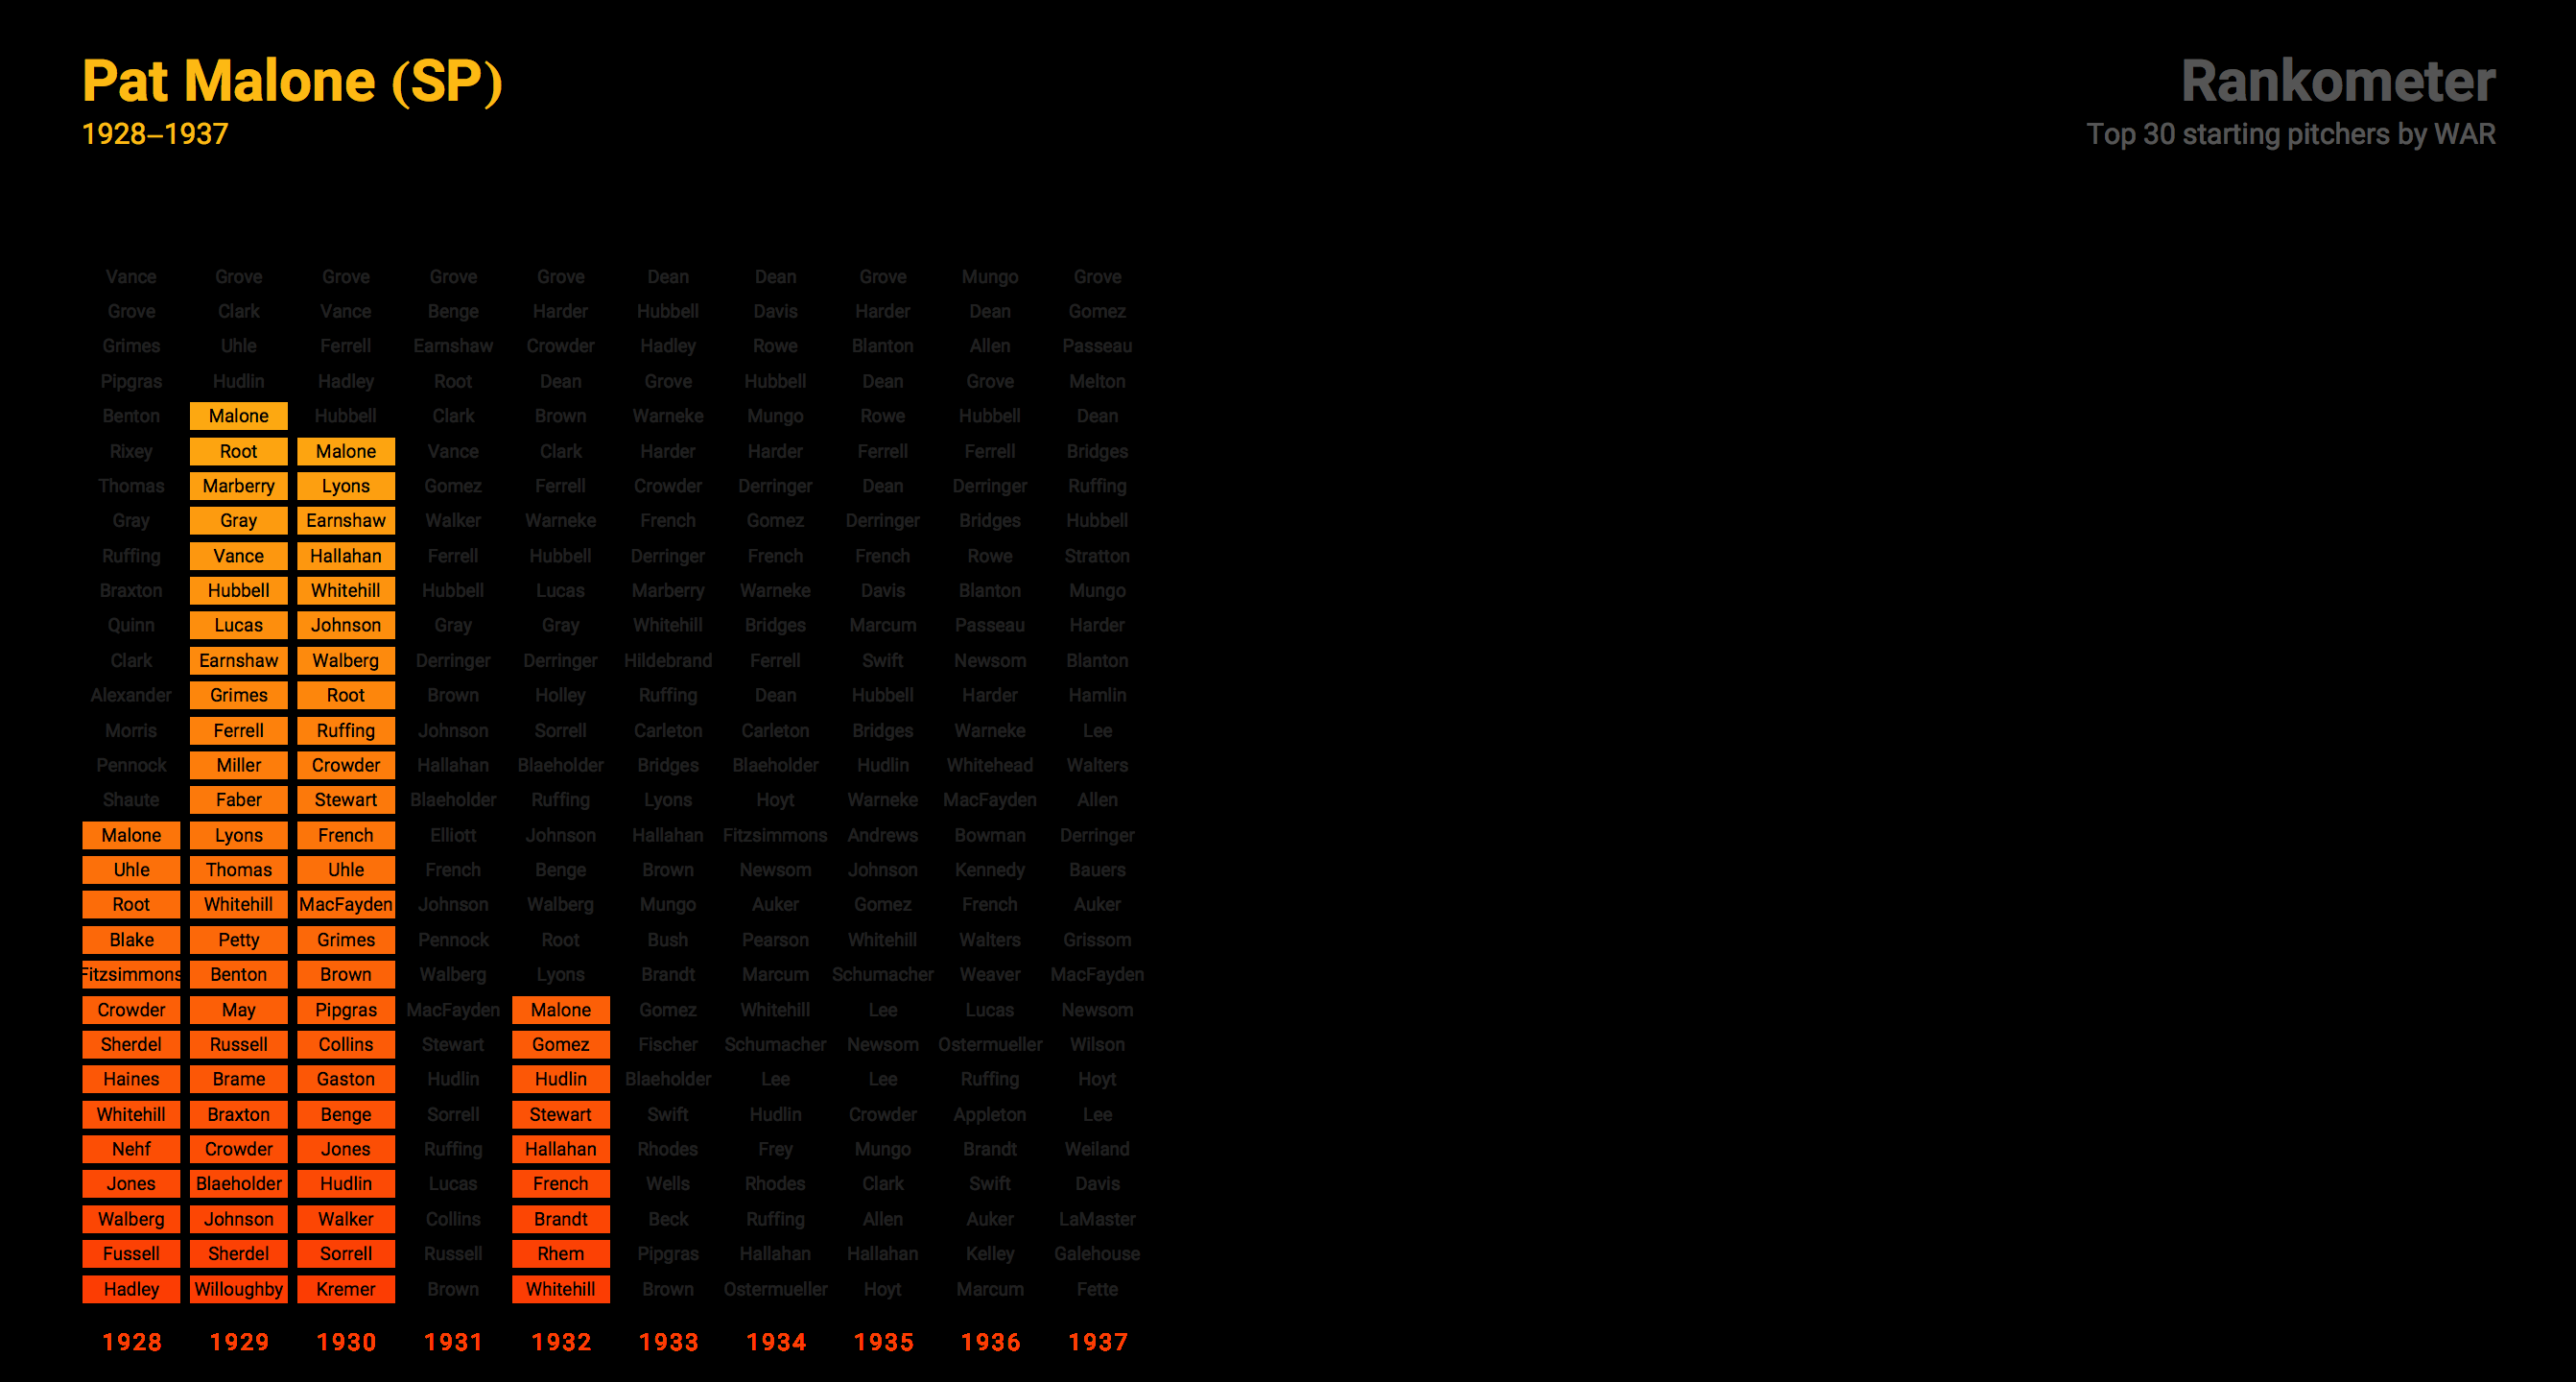 Pat Malone (SP)
1928–1937
Rankometer
Top 30 starting pitchers by WAR
Vance Grove Grove Grove Grove Dean Dean Grove Mungo Grove
Grove Clark Vance Benge Harder Hubbell Davis Harder Dean Gomez
Grimes Uhle Ferrell Earnshaw Crowder Hadley Rowe Blanton Allen Passeau
Pipgras Hudlin Hadley Root Dean Grove Hubbell Dean Grove Melton
Benton Malone Hubbell Clark Brown Warneke Mungo Rowe Hubbell Dean
Rixey Root Malone Vance Clark Harder Harder Ferrell Ferrell Bridges
Thomas Marberry Lyons Gomez Ferrell Crowder Derringer Dean Derringer Ruffing
Gray Gray Earnshaw Walker Warneke French Gomez Derringer Bridges Hubbell
Ruffing Vance Hallahan Ferrell Hubbell Derringer French French Rowe Stratton
Braxton Hubbell Whitehill Hubbell Lucas Marberry Warneke Davis Blanton Mungo
Quinn Lucas Johnson Gray Gray Whitehill Bridges Marcum Passeau Harder
Clark Earnshaw Walberg Derringer Derringer Hildebrand Ferrell Swift Newsom Blanton
Alexander Grimes Root Brown Holley Ruffing Dean Hubbell Harder Hamlin
Morris Ferrell Ruffing Johnson Sorrell Carleton Carleton Bridges Warneke Lee
Pennock Miller Crowder Hallahan Blaeholder Bridges Blaeholder Hudlin Whitehead Walters
Shaute Faber Stewart Blaeholder Ruffing Lyons Hoyt Warneke MacFayden Allen
Malone Lyons French Elliott Johnson Hallahan Fitzsimmons Andrews Bowman Derringer
Uhle Thomas Uhle French Benge Brown Newsom Johnson Kennedy Bauers
Root Whitehill MacFayden Johnson Walberg Mungo Auker Gomez French Auker
Blake Petty Grimes Pennock Root Bush Pearson Whitehill Walters Grissom
Fitzsimmons Benton Brown Walberg Lyons Brandt Marcum Schumacher Weaver MacFayden
Crowder May Pipgras MacFayden Malone Gomez Whitehill Lee Lucas Newsom
Sherdel Russell Collins Stewart Gomez Fischer Schumacher Newsom Ostermueller Wilson
Haines Brame Gaston Hudlin Hudlin Blaeholder Lee Lee Ruffing Hoyt
Whitehill Braxton Benge Sorrell Stewart Swift Hudlin Crowder Appleton Lee
Nehf Crowder Jones Ruffing Hallahan Rhodes Frey Mungo Brandt Weiland
Jones Blaeholder Hudlin Lucas French Wells Rhodes Clark Swift Davis
Walberg Johnson Walker Collins Brandt Beck Ruffing Allen Auker LaMaster
Fussell Sherdel Sorrell Russell Rhem Pipgras Hallahan Hallahan Kelley Galehouse
Hadley Willoughby Kremer Brown Whitehill Brown Ostermueller Hoyt Marcum Fette
1928 1929 1930 1931 1932 1933 1934 1935 1936 1937